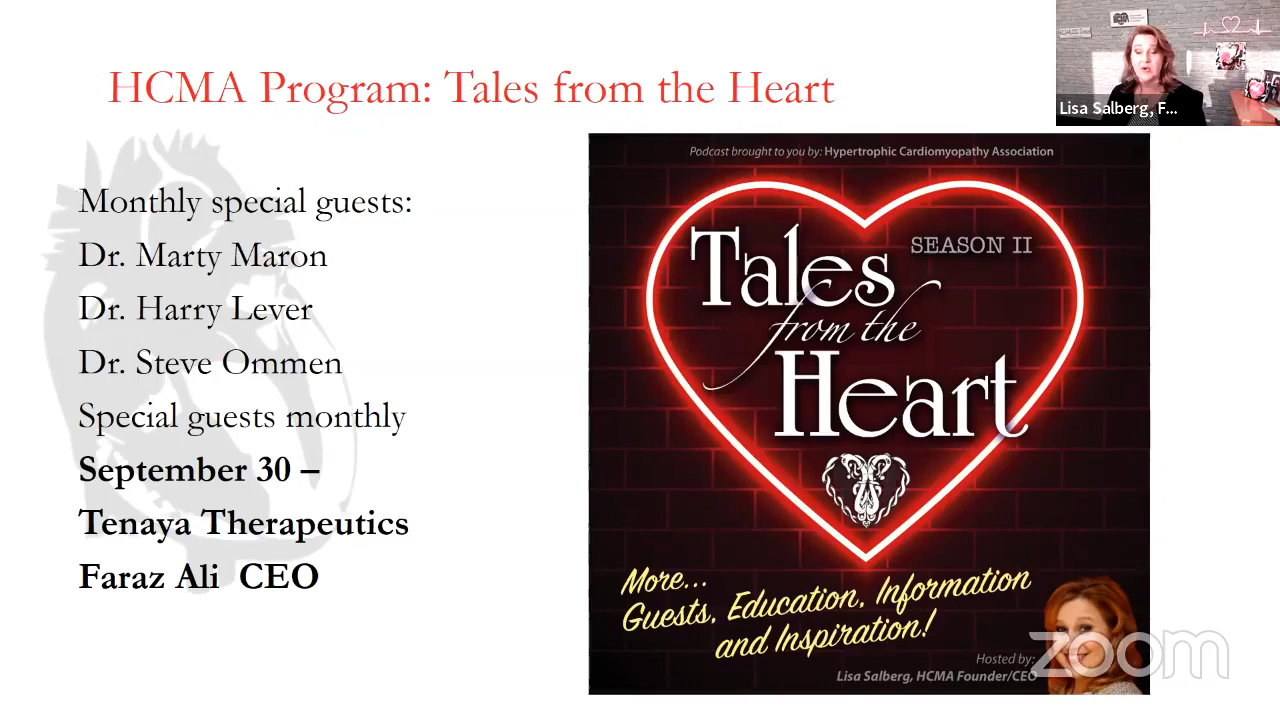 HCMA Program: Tales from the Heart
Lisa Salberg, F...
Monthly special guests:
Dr. Marty Maron
Dr. Harry Lever
Dr. Steve Ommen
Special guests monthly
September 30 –
Tenaya Therapeutics
Faraz Ali CEO
Podcast brought to you by: Hypertrophic Cardiomyopathy Association
SEASON II
Tales
from the
Heart
More...
Guests, Education, Information
and Inspiration!
Hosted by:
Lisa Salberg, HCMA Founder/CEO
zoom